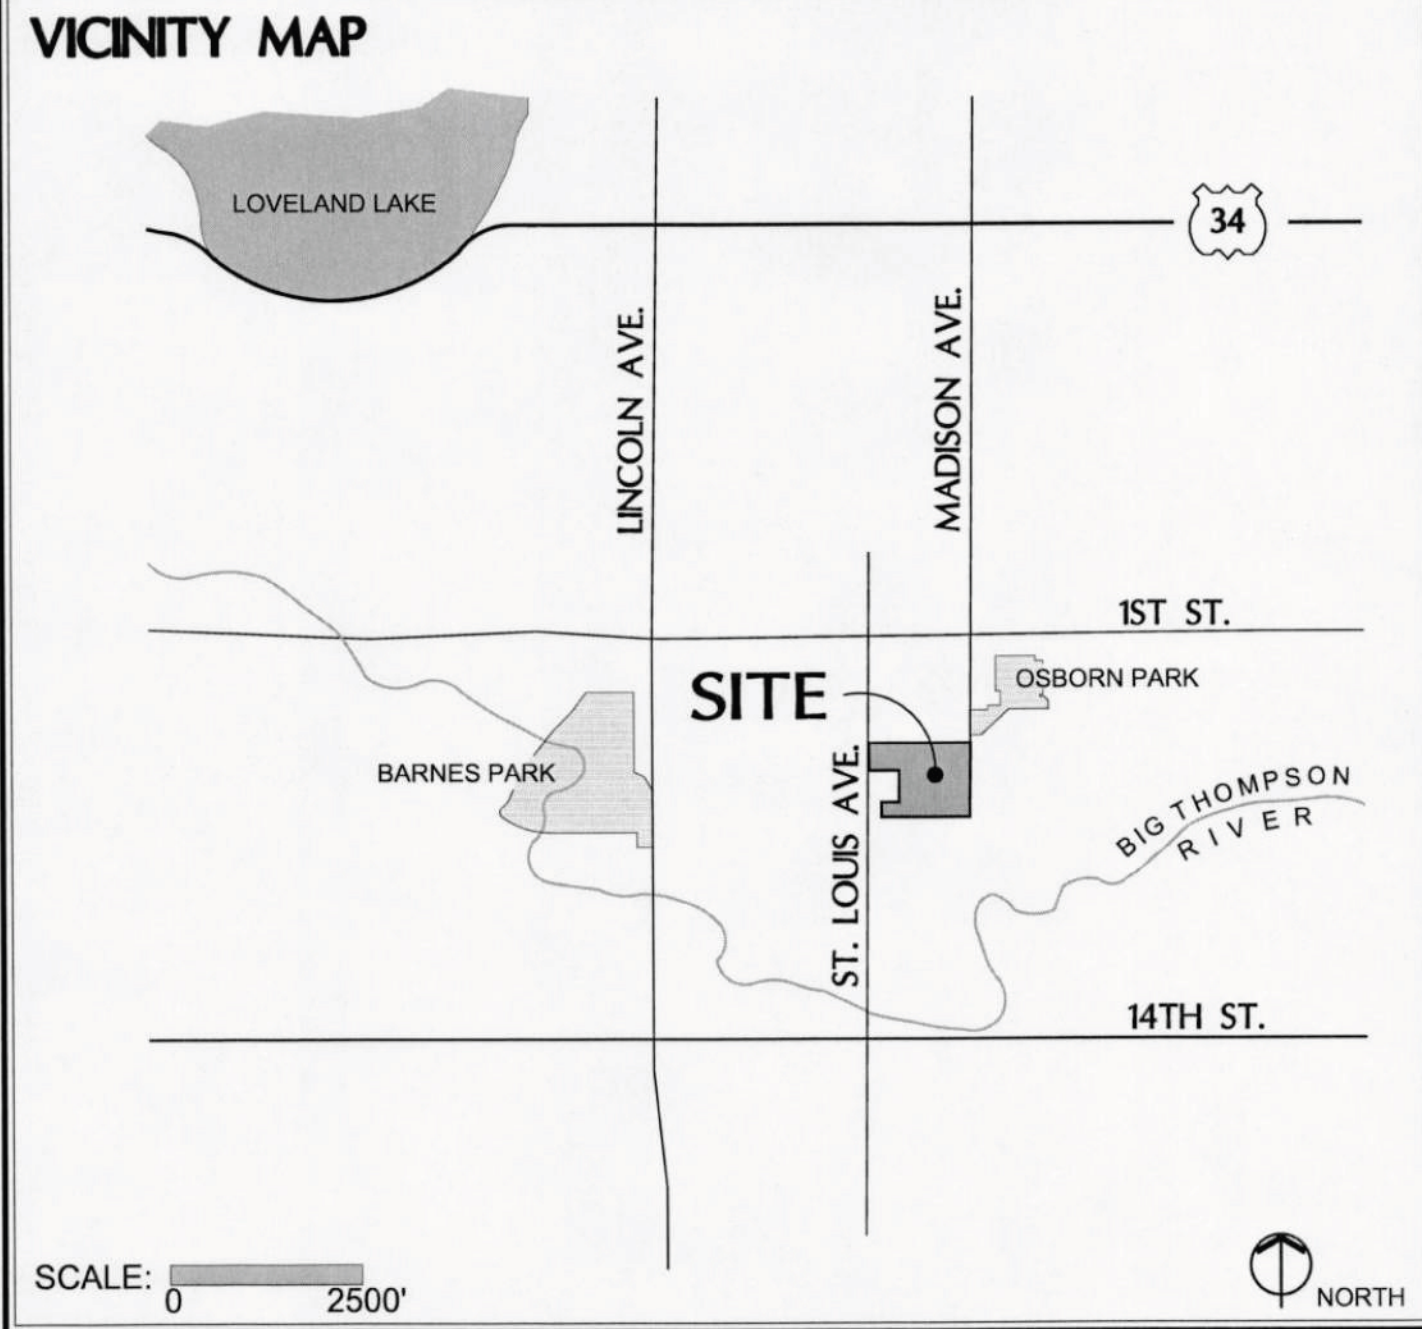 VICINITY MAP
LOVELAND LAKE
34
LINCOLN AVE.
MADISON AVE.
1ST ST.
SITE
OSBORN PARK
BARNES PARK
ST. LOUIS AVE.
BIG THOMPSON
RIVER
14TH ST.
SCALE:
0 2500'
NORTH